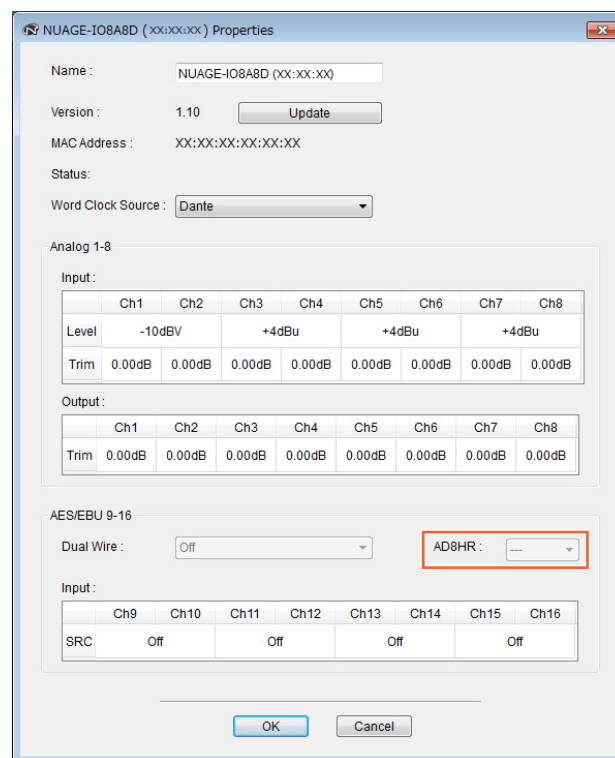 NUAGE-IO8A8D (XX:XX:XX) Properties
Name :
NUAGE-IO8A8D (XX:XX:XX)
Version :
1.10
Update
MAC Address :
XX:XX:XX:XX:XX:XX
Status:
Word Clock Source :
Dante
Analog 1-8
Input :
Ch1 Ch2 Ch3 Ch4 Ch5 Ch6 Ch7 Ch8
Level -10dBV +4dBu +4dBu +4dBu
Trim 0.00dB 0.00dB 0.00dB 0.00dB 0.00dB 0.00dB 0.00dB 0.00dB
Output :
Ch1 Ch2 Ch3 Ch4 Ch5 Ch6 Ch7 Ch8
Trim 0.00dB 0.00dB 0.00dB 0.00dB 0.00dB 0.00dB 0.00dB 0.00dB
AES/EBU 9-16
Dual Wire :
Off
AD8HR :
---
Input :
Ch9 Ch10 Ch11 Ch12 Ch13 Ch14 Ch15 Ch16
SRC Off Off Off Off
OK
Cancel